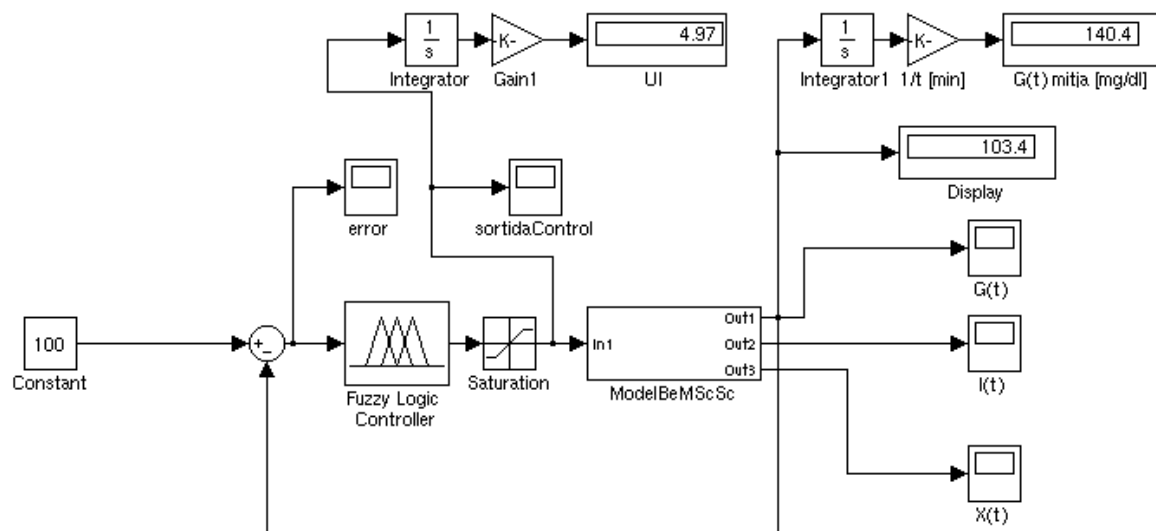 1
s
Integrator
-K-
Gain1
4.97
UI
1
s
Integrator1
-K-
1/t [min]
140.4
G(t) mitja [mg/dl]
103.4
Display
error
sortidaControl
G(t)
100
Constant
+
-
Fuzzy Logic
Controller
Saturation
In1
Out1
Out2
Out3
ModelBeMScSc
I(t)
X(t)